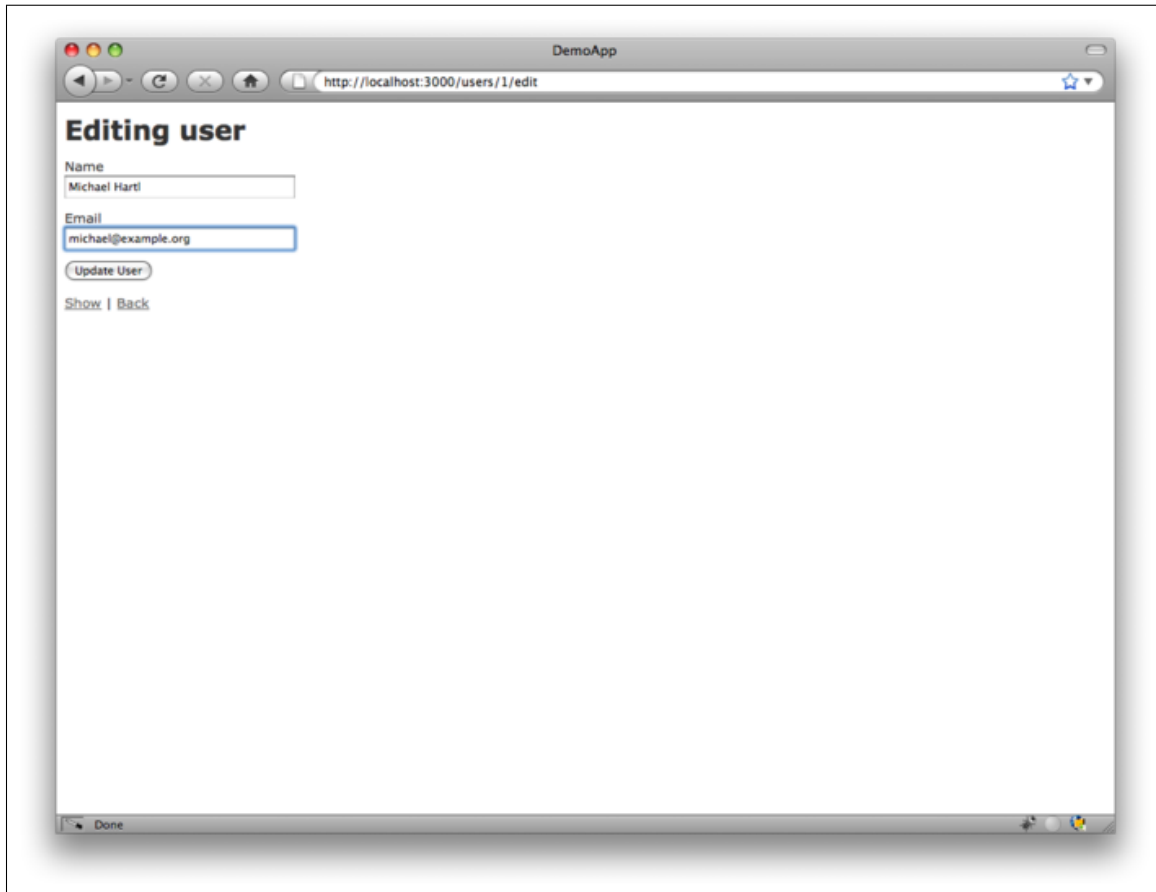 DemoApp
http://localhost:3000/users/1/edit
Editing user
Name
Michael Hartl
Email
michael@example.org
Update User
Show | Back
Done